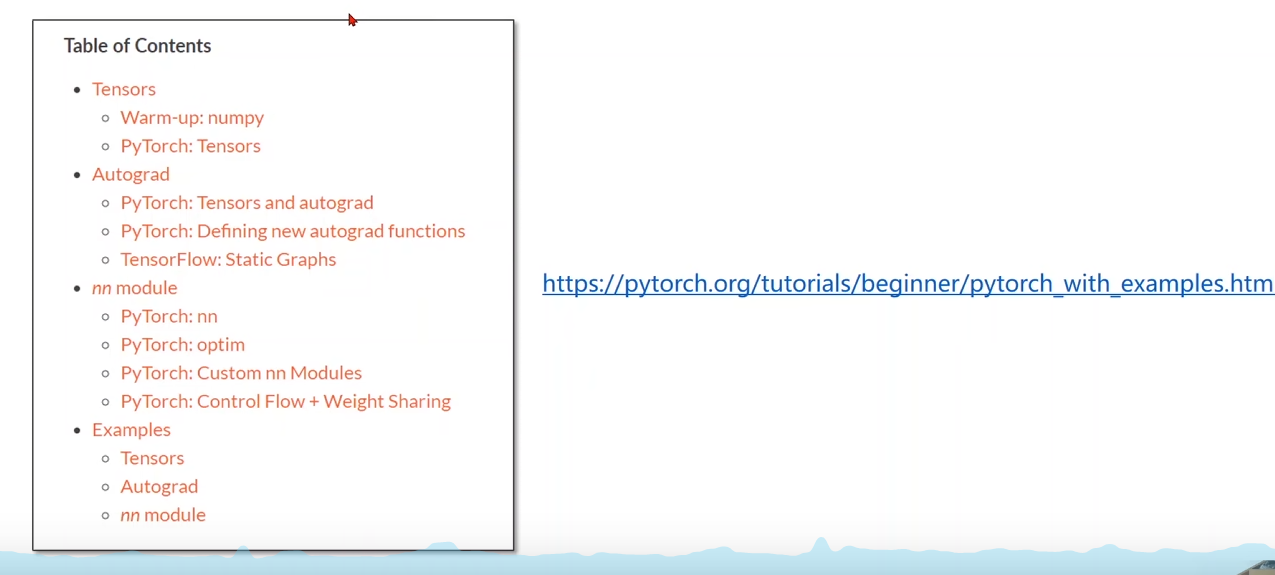 Table of Contents
Tensors
Warm-up: numpy
PyTorch: Tensors
Autograd
PyTorch: Tensors and autograd
PyTorch: Defining new autograd functions
TensorFlow: Static Graphs
nn module
PyTorch: nn
PyTorch: optim
PyTorch: Custom nn Modules
PyTorch: Control Flow + Weight Sharing
Examples
Tensors
Autograd
nn module
https://pytorch.org/tutorials/beginner/pytorch_with_examples.htm